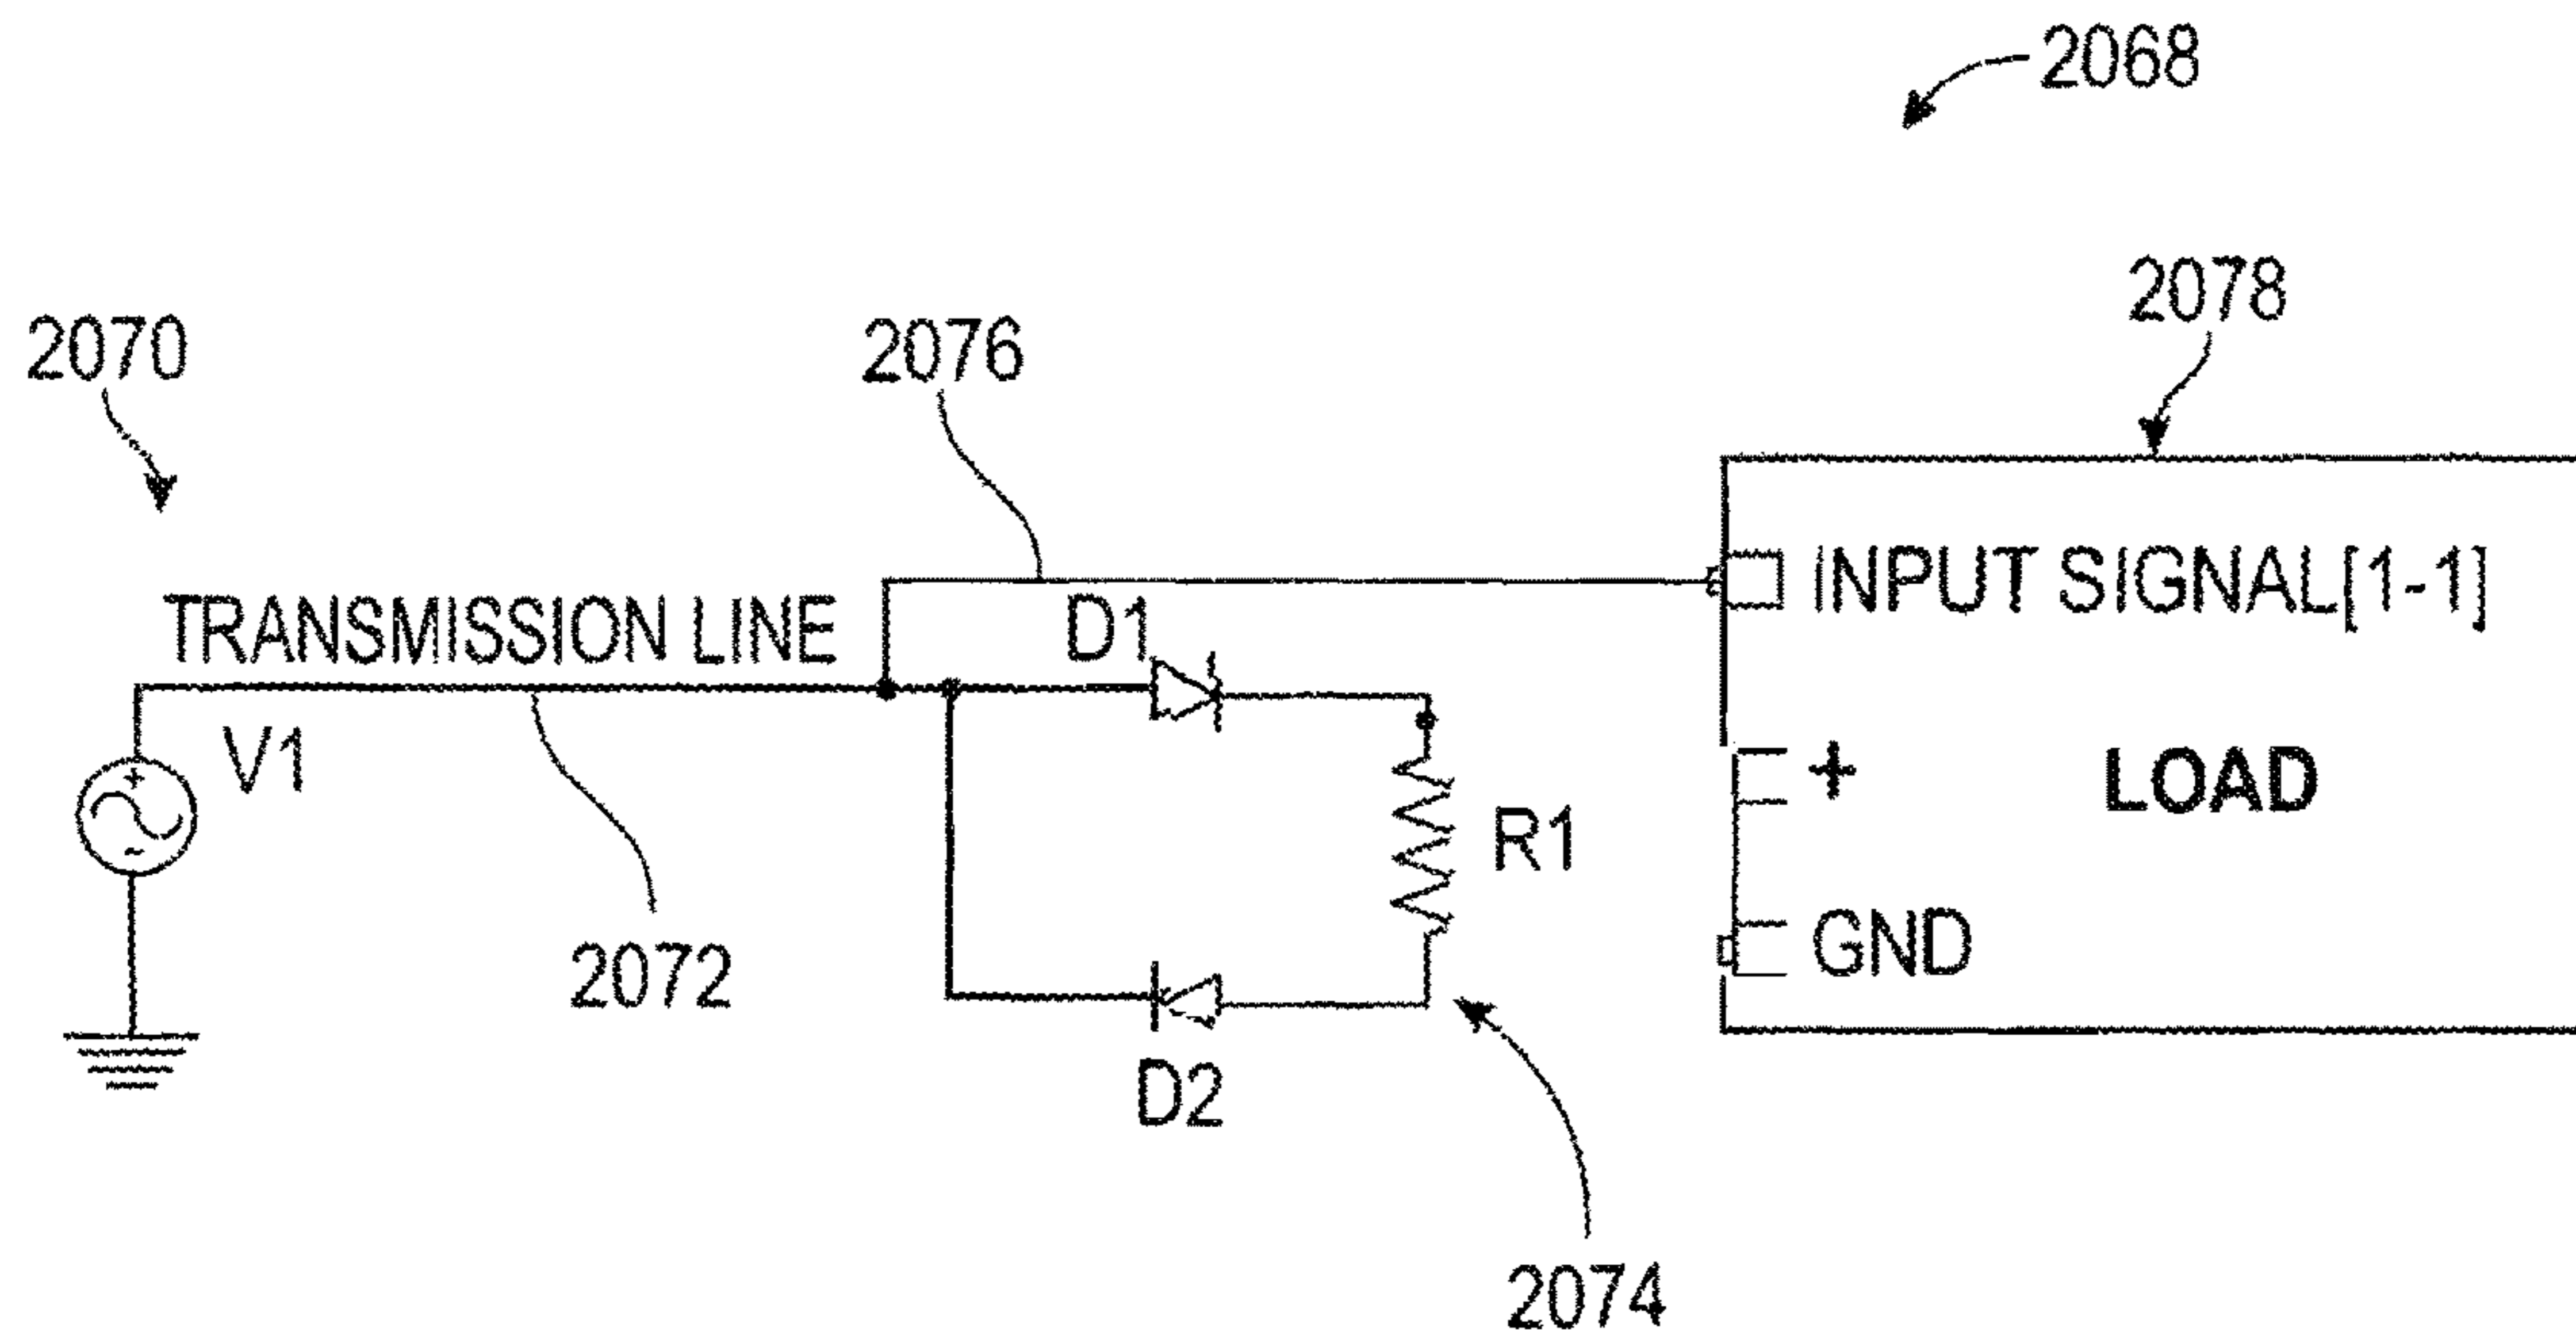 2068
2078
2070
2076
TRANSMISSION LINE
D1
INPUT SIGNAL[1-1]
V1
+
-
+
LOAD
R1
GND
2072
D2
2074